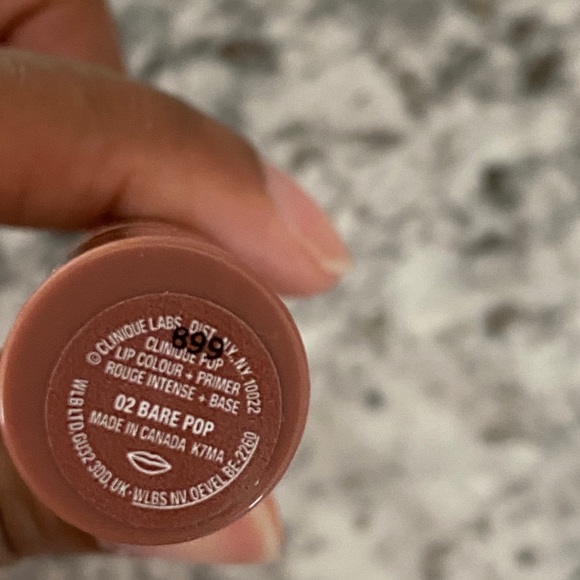 © CLINIQUE LABS, DIST. NY, NY 10022
899
CLINIQUE POP
LIP COLOUR + PRIMER
ROUGE INTENSE + BASE
02 BARE POP
MADE IN CANADA K7MA
WLB LTD, GU32 3DD, UK · WLBS NV, OEVEL BE-2260